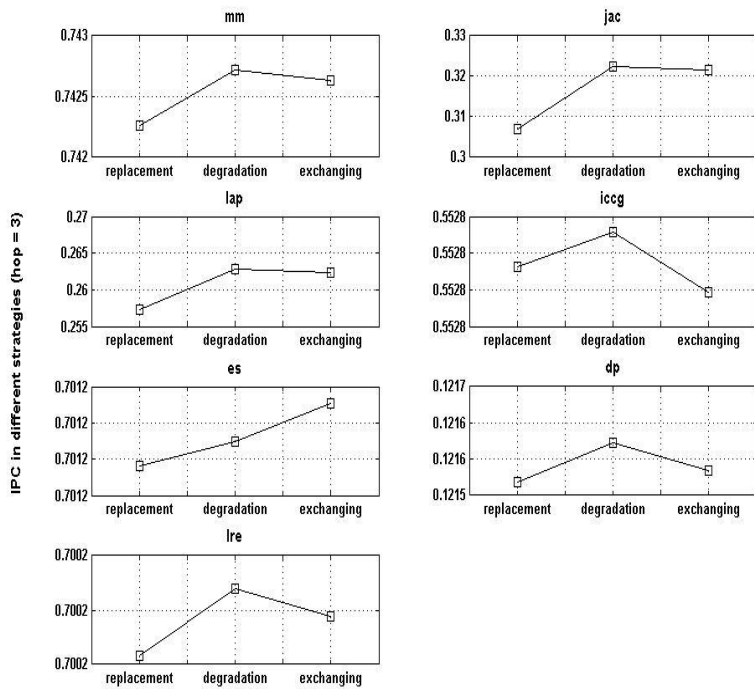 IPC in different strategies (hop = 3)
mm
0.743
0.7425
0.742
replacement degradation exchanging
jac
0.33
0.32
0.31
0.3
replacement degradation exchanging
lap
0.27
0.265
0.26
0.255
replacement degradation exchanging
iccg
0.5528
0.5528
0.5528
0.5528
replacement degradation exchanging
es
0.7012
0.7012
0.7012
0.7012
replacement degradation exchanging
dp
0.1217
0.1216
0.1216
0.1215
replacement degradation exchanging
lre
0.7002
0.7002
0.7002
replacement degradation exchanging